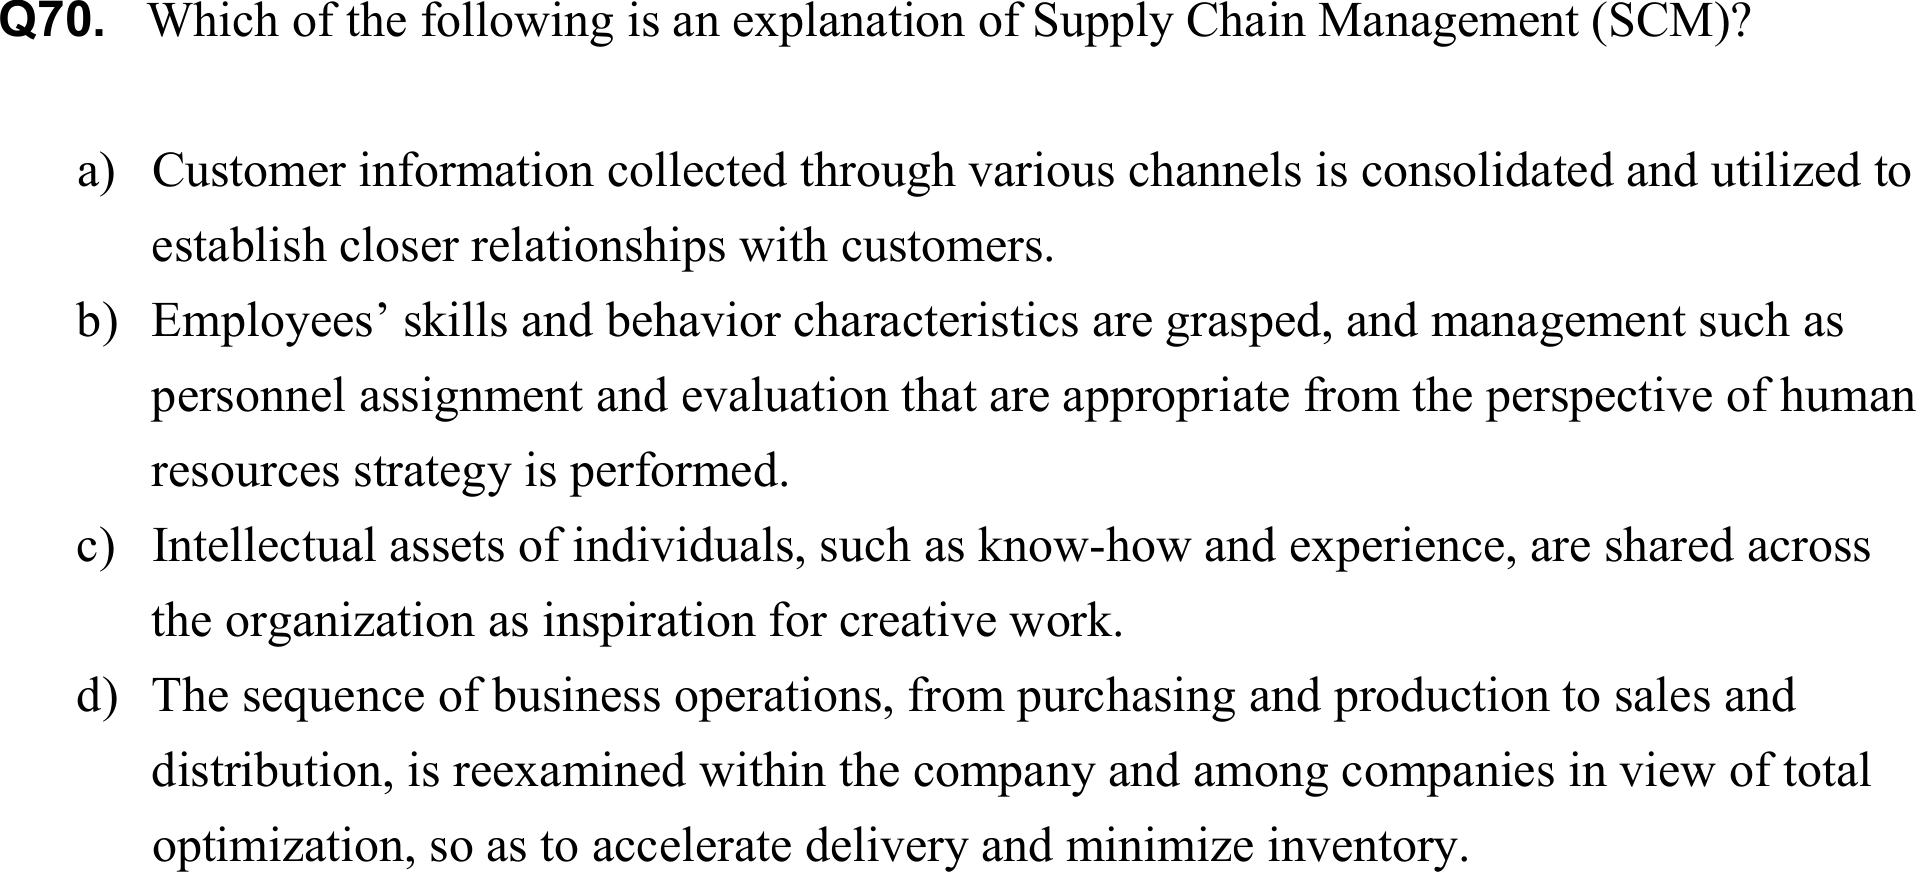 Q70. Which of the following is an explanation of Supply Chain Management (SCM)?
a) Customer information collected through various channels is consolidated and utilized to
establish closer relationships with customers.
b) Employees’ skills and behavior characteristics are grasped, and management such as
personnel assignment and evaluation that are appropriate from the perspective of human
resources strategy is performed.
c) Intellectual assets of individuals, such as know-how and experience, are shared across
the organization as inspiration for creative work.
d) The sequence of business operations, from purchasing and production to sales and
distribution, is reexamined within the company and among companies in view of total
optimization, so as to accelerate delivery and minimize inventory.